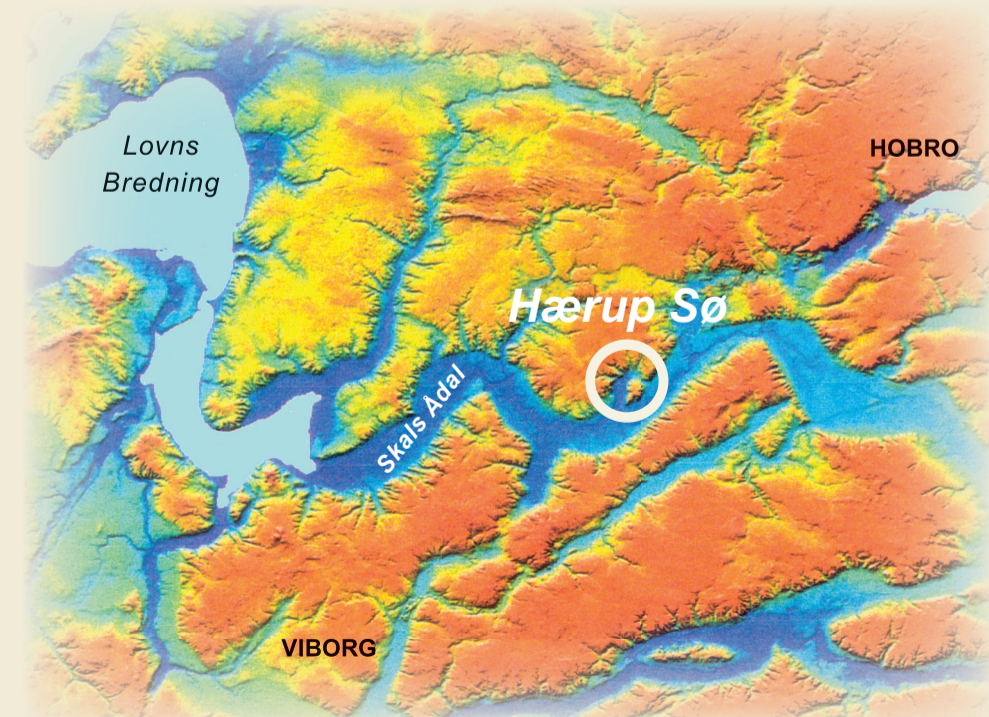 Lovns
Bredning
HOBRO
Hærup Sø
Skals Ådal
VIBORG